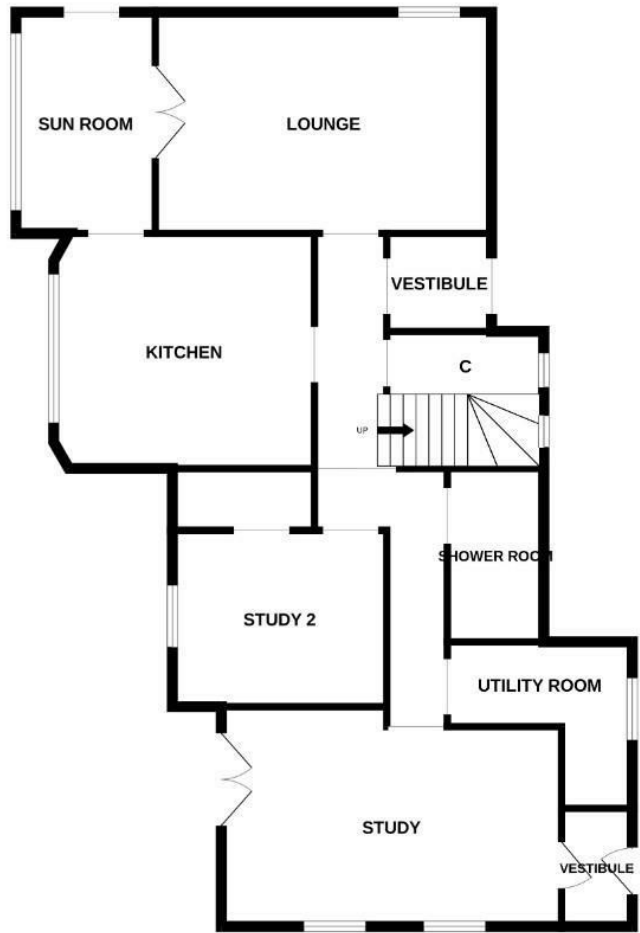 SUN ROOM
LOUNGE
VESTIBULE
KITCHEN
C
UP
SHOWER ROOM
STUDY 2
UTILITY ROOM
STUDY
VESTIBULE